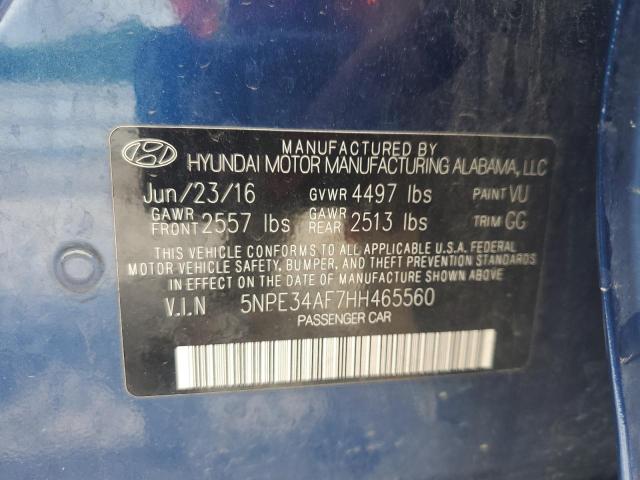 MANUFACTURED BY
HYUNDAI MOTOR MANUFACTURING ALABAMA, LLC
Jun/23/16 GVWR 4497 lbs PAINT VU
GAWR FRONT 2557 lbs GAWR REAR 2513 lbs TRIM GG
THIS VEHICLE CONFORMS TO ALL APPLICABLE U.S.A. FEDERAL
MOTOR VEHICLE SAFETY, BUMPER, AND THEFT PREVENTION STANDARDS
IN EFFECT ON THE DATE OF MANUFACTURE SHOWN ABOVE.
V.I.N 5NPE34AF7HH465560
PASSENGER CAR